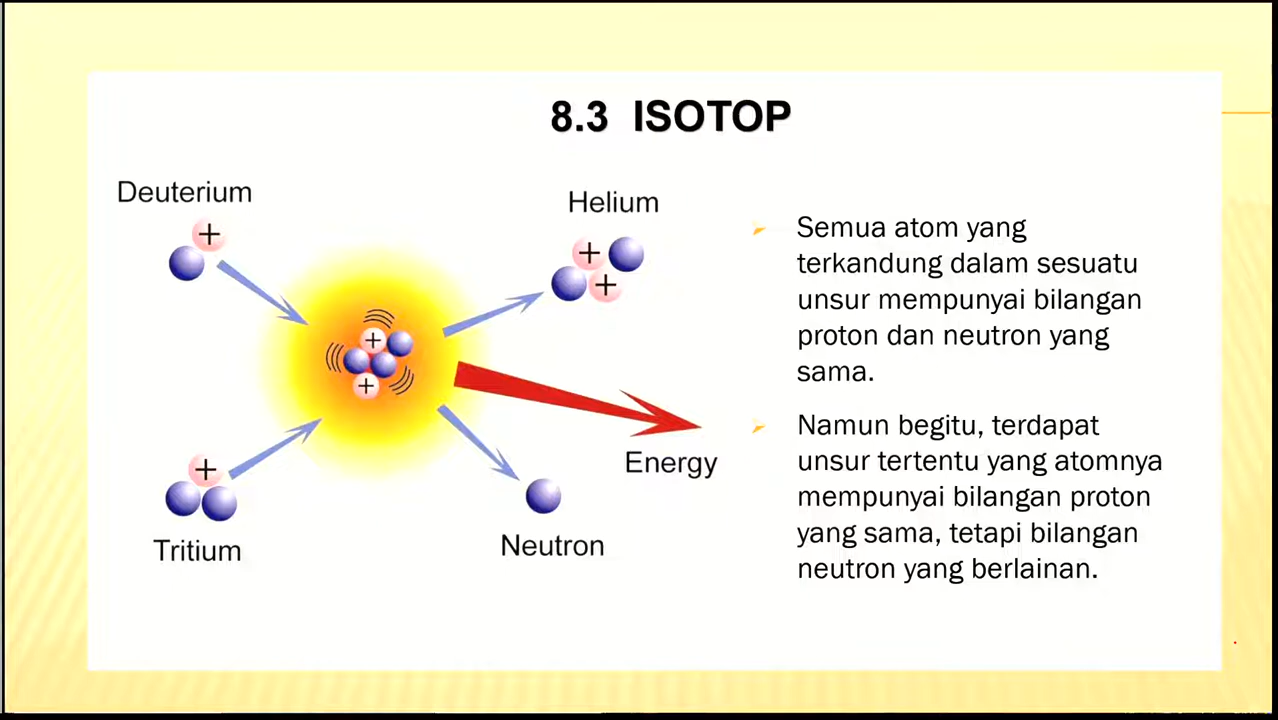 8.3 ISOTOP
Deuterium
Helium
+
+
+
+
+
+
Energy
Tritium
Neutron
Semua atom yang
terkandung dalam sesuatu
unsur mempunyai bilangan
proton dan neutron yang
sama.
Namun begitu, terdapat
unsur tertentu yang atomnya
mempunyai bilangan proton
yang sama, tetapi bilangan
neutron yang berlainan.